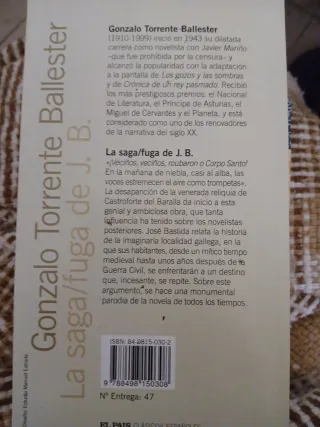 Gonzalo Torrente Ballester
La saga/fuga de J. B.
Gonzalo Torrente Ballester
(1910-1999) inició en 1943 su dilatada
carrera como novelista con Javier Mariño
-que fue prohibida por la censura- y
alcanzó la popularidad con la adaptación
a la pantalla de Los gozos y las sombras
y de Crónica de un rey pasmado. Recibió
los más prestigiosos premios: el Nacional
de Literatura, el Príncipe de Asturias, el
Miguel de Cervantes y el Planeta, y está
considerado como uno de los renovadores
de la narrativa del siglo XX.
La saga/fuga de J. B.
«¡Veciños, veciños, roubaron o Corpo Santo!
En la mañana de niebla, casi al alba, las
voces estremecen el aire como trompetas».
La desaparición de la venerada reliquia de
Castroforte del Baralla da inicio a esta
genial y ambiciosa obra, que tanta
influencia ha tenido sobre los novelistas
posteriores. José Bastida relata la historia
de la imaginaria localidad gallega, en la
que sus habitantes, desde un mítico tiempo
medieval hasta unos años después de la
Guerra Civil, se enfrentarán a un destino
que, incesante, se repite. Sobre este
argumento, se hace una monumental
parodia de la novela de todos los tiempos.
ISBN: 84-9815-030-2
9 788498 150308
Nº Entrega: 47
EL PAIS CLÁSICOS ESPAÑOLES